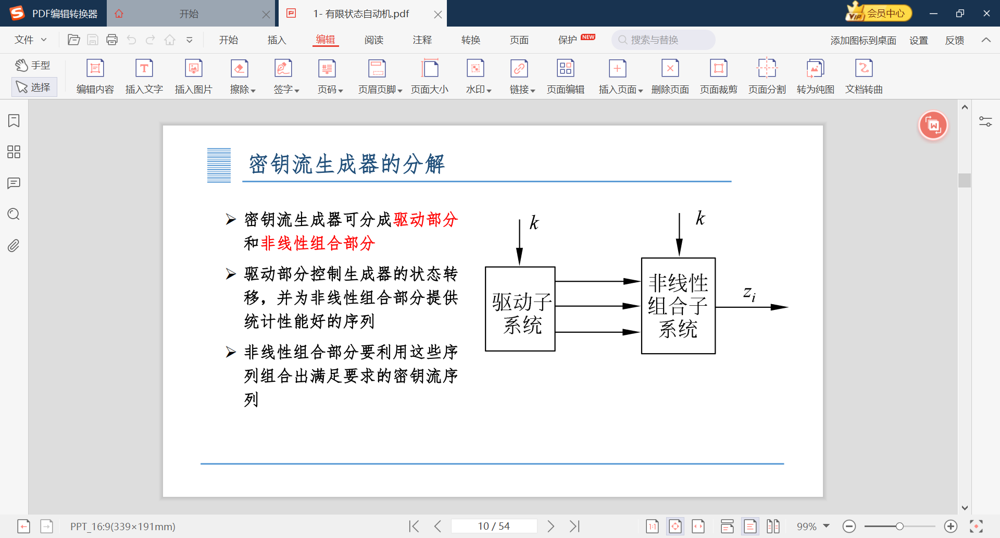 PDF编辑转换器
开始
1- 有限状态自动机.pdf
VIP 会员中心
文件
开始 插入 编辑 阅读 注释 转换 页面 保护 NEW
搜索与替换
添加图标到桌面 设置 反馈
手型
选择
编辑内容 插入文字 插入图片 擦除 签字 页码 页眉页脚 页面大小 水印 链接 页面编辑 插入页面 删除页面 页面裁剪 页面分割 转为纯图 文档转曲
密钥流生成器的分解
密钥流生成器可分成驱动部分
和非线性组合部分
驱动部分控制生成器的状态转
移，并为非线性组合部分提供
统计性能好的序列
非线性组合部分要利用这些序
列组合出满足要求的密钥流序
列
k
驱动子
系统
k
非线性
组合子
系统
zi
PPT_16:9(339×191mm)
10 / 54
1:1
99%